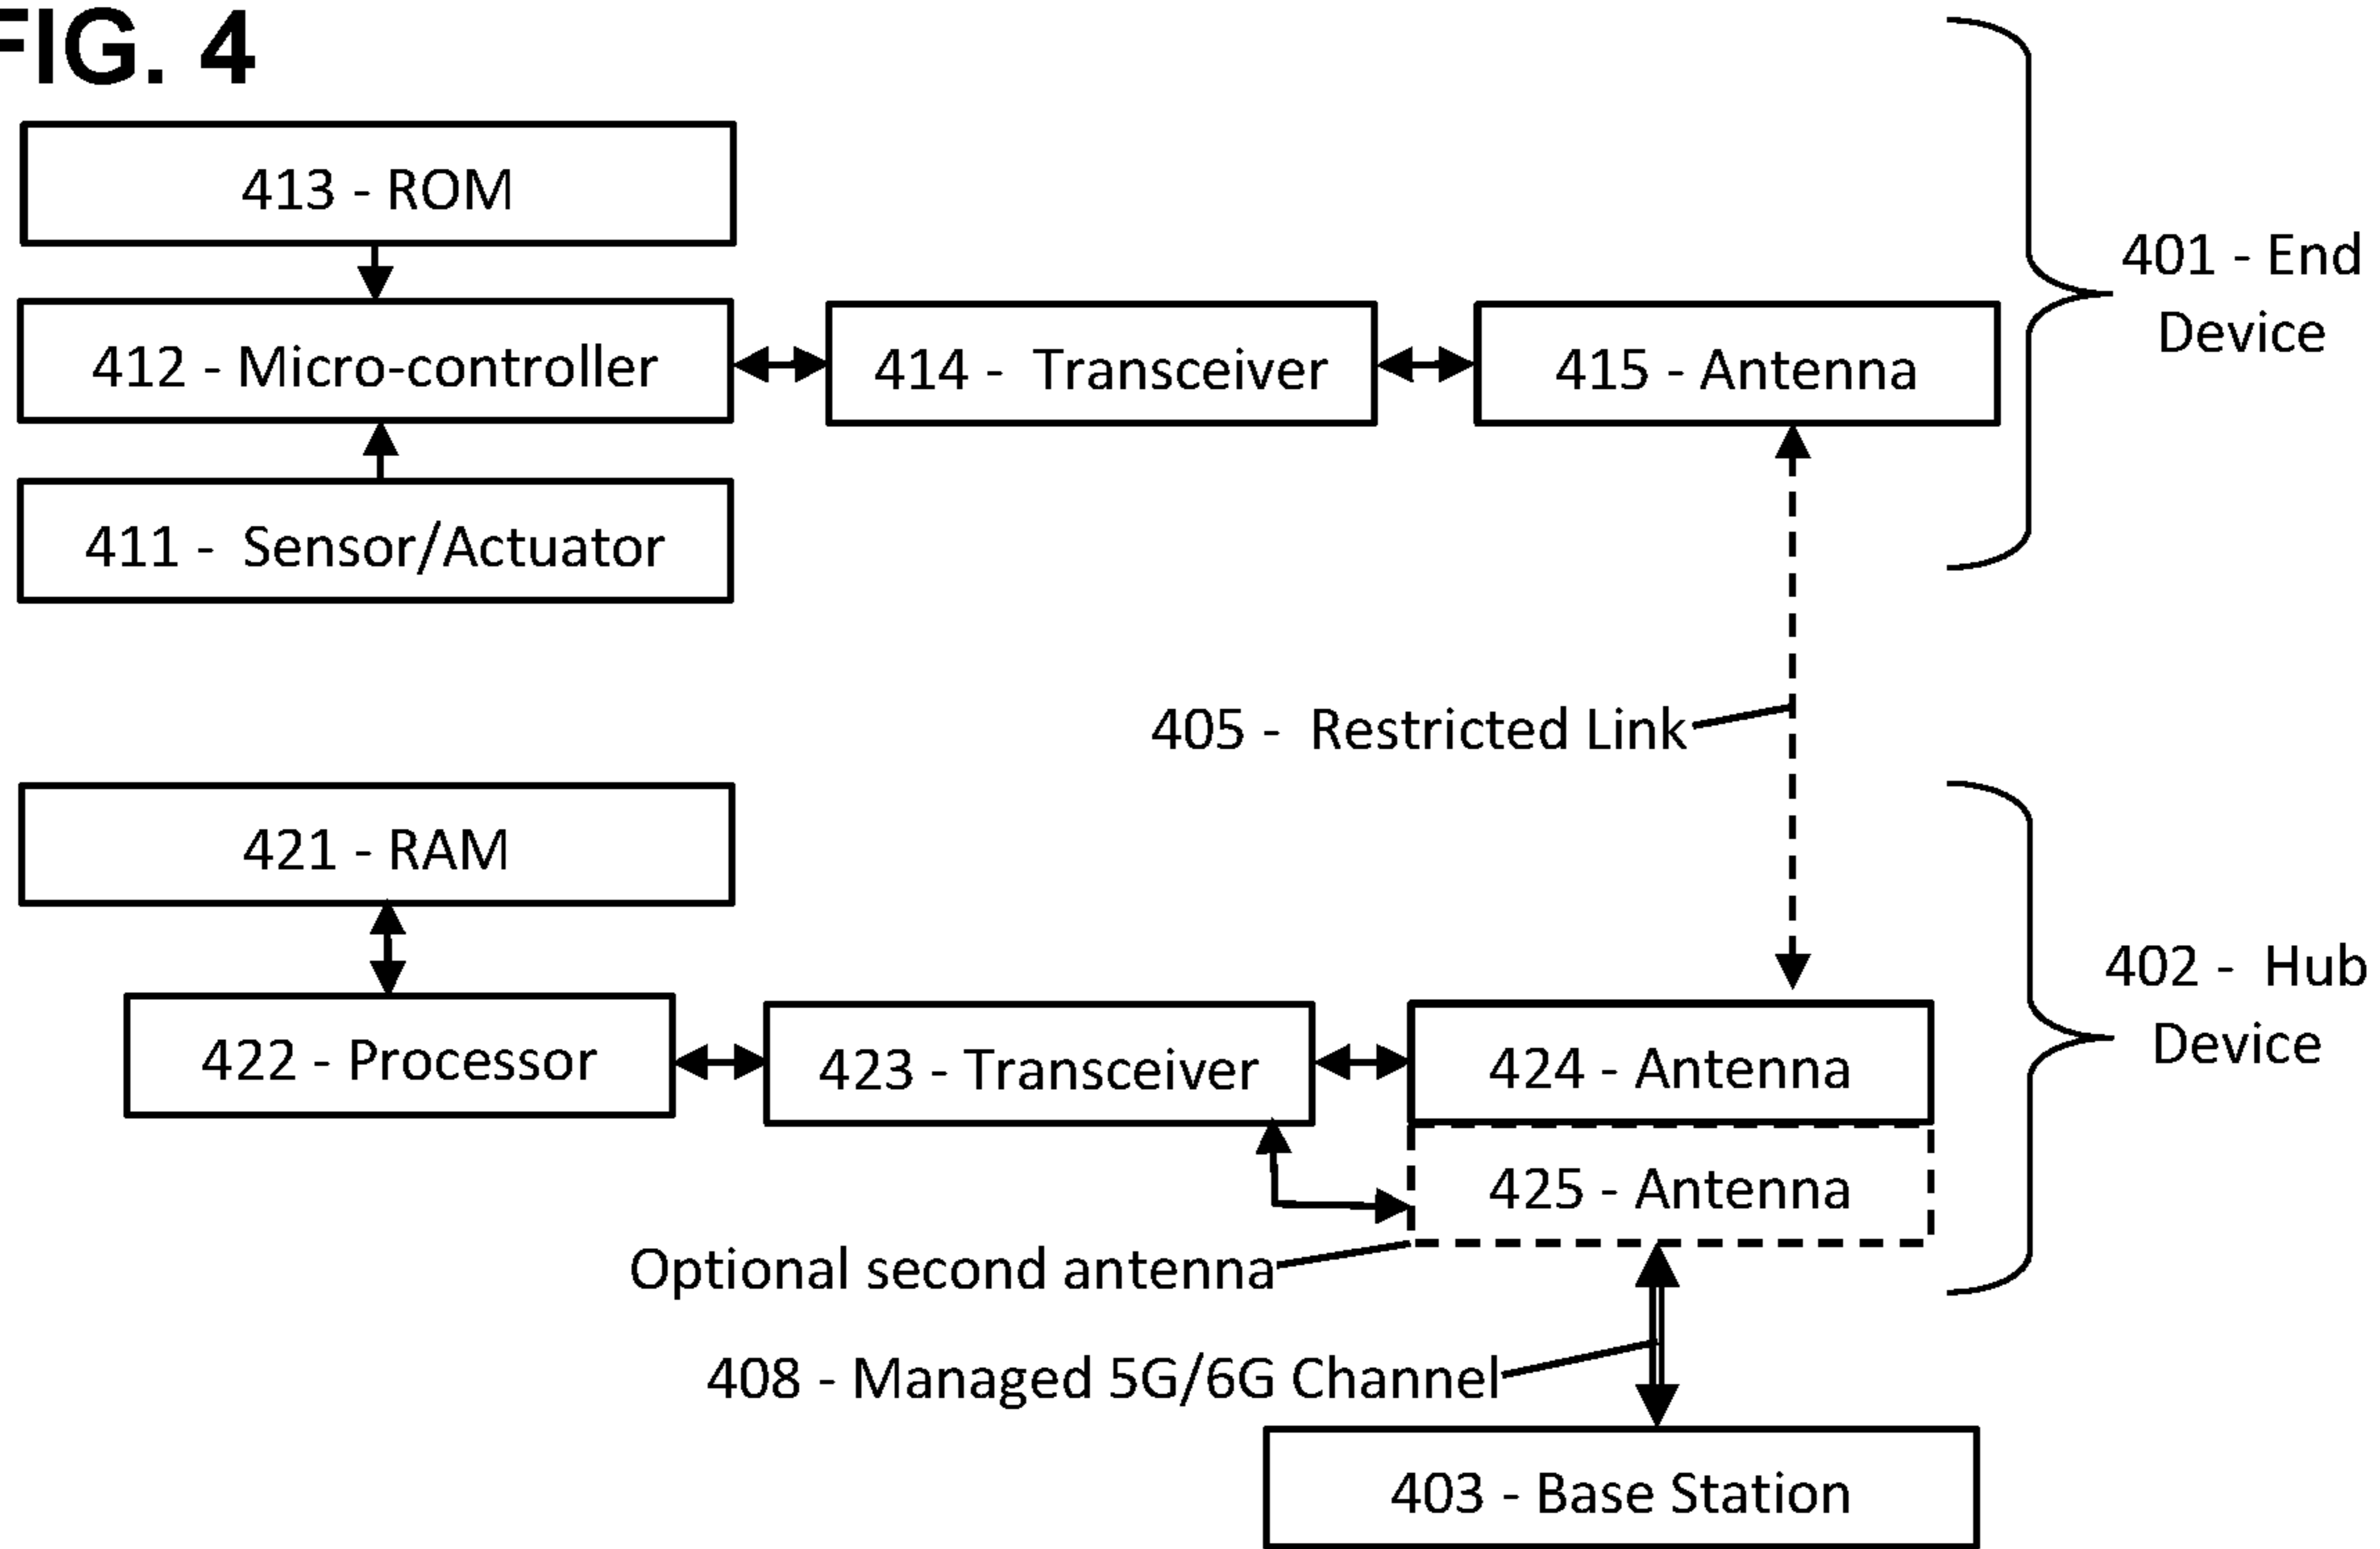 FIG. 4
413 - ROM
401 - End
Device
412 - Micro-controller
414 - Transceiver
415 - Antenna
411 - Sensor/Actuator
405 - Restricted Link
421 - RAM
402 - Hub
Device
422 - Processor
423 - Transceiver
424 - Antenna
425 - Antenna
Optional second antenna
408 - Managed 5G/6G Channel
403 - Base Station